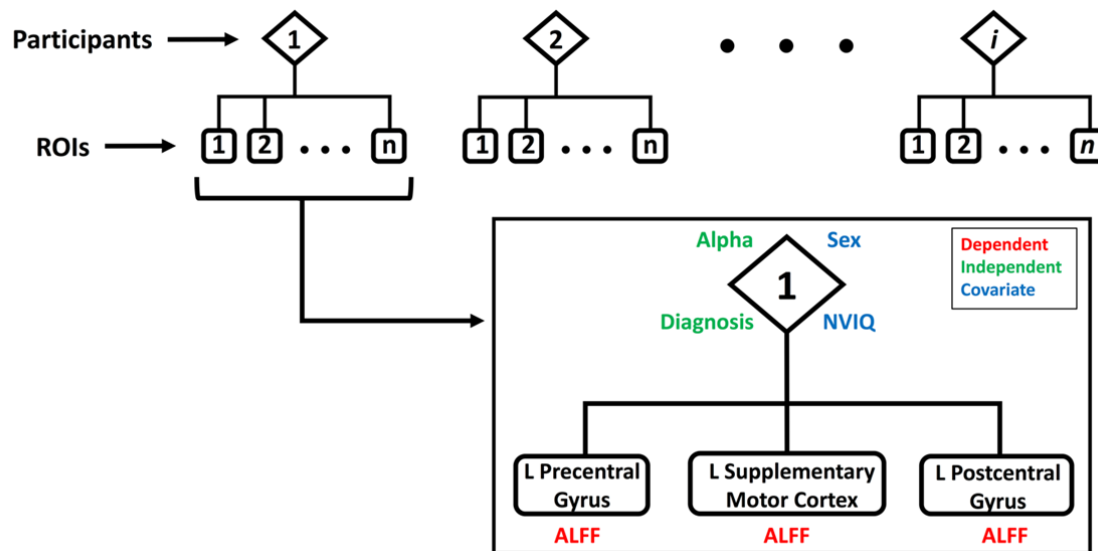 Participants
1
2
i
ROIs
1 2 • • • n
1 2 • • • n
1 2 • • • n
Alpha
Sex
1
Diagnosis
NVIQ
Dependent
Independent
Covariate
L Precentral
Gyrus
ALFF
L Supplementary
Motor Cortex
ALFF
L Postcentral
Gyrus
ALFF